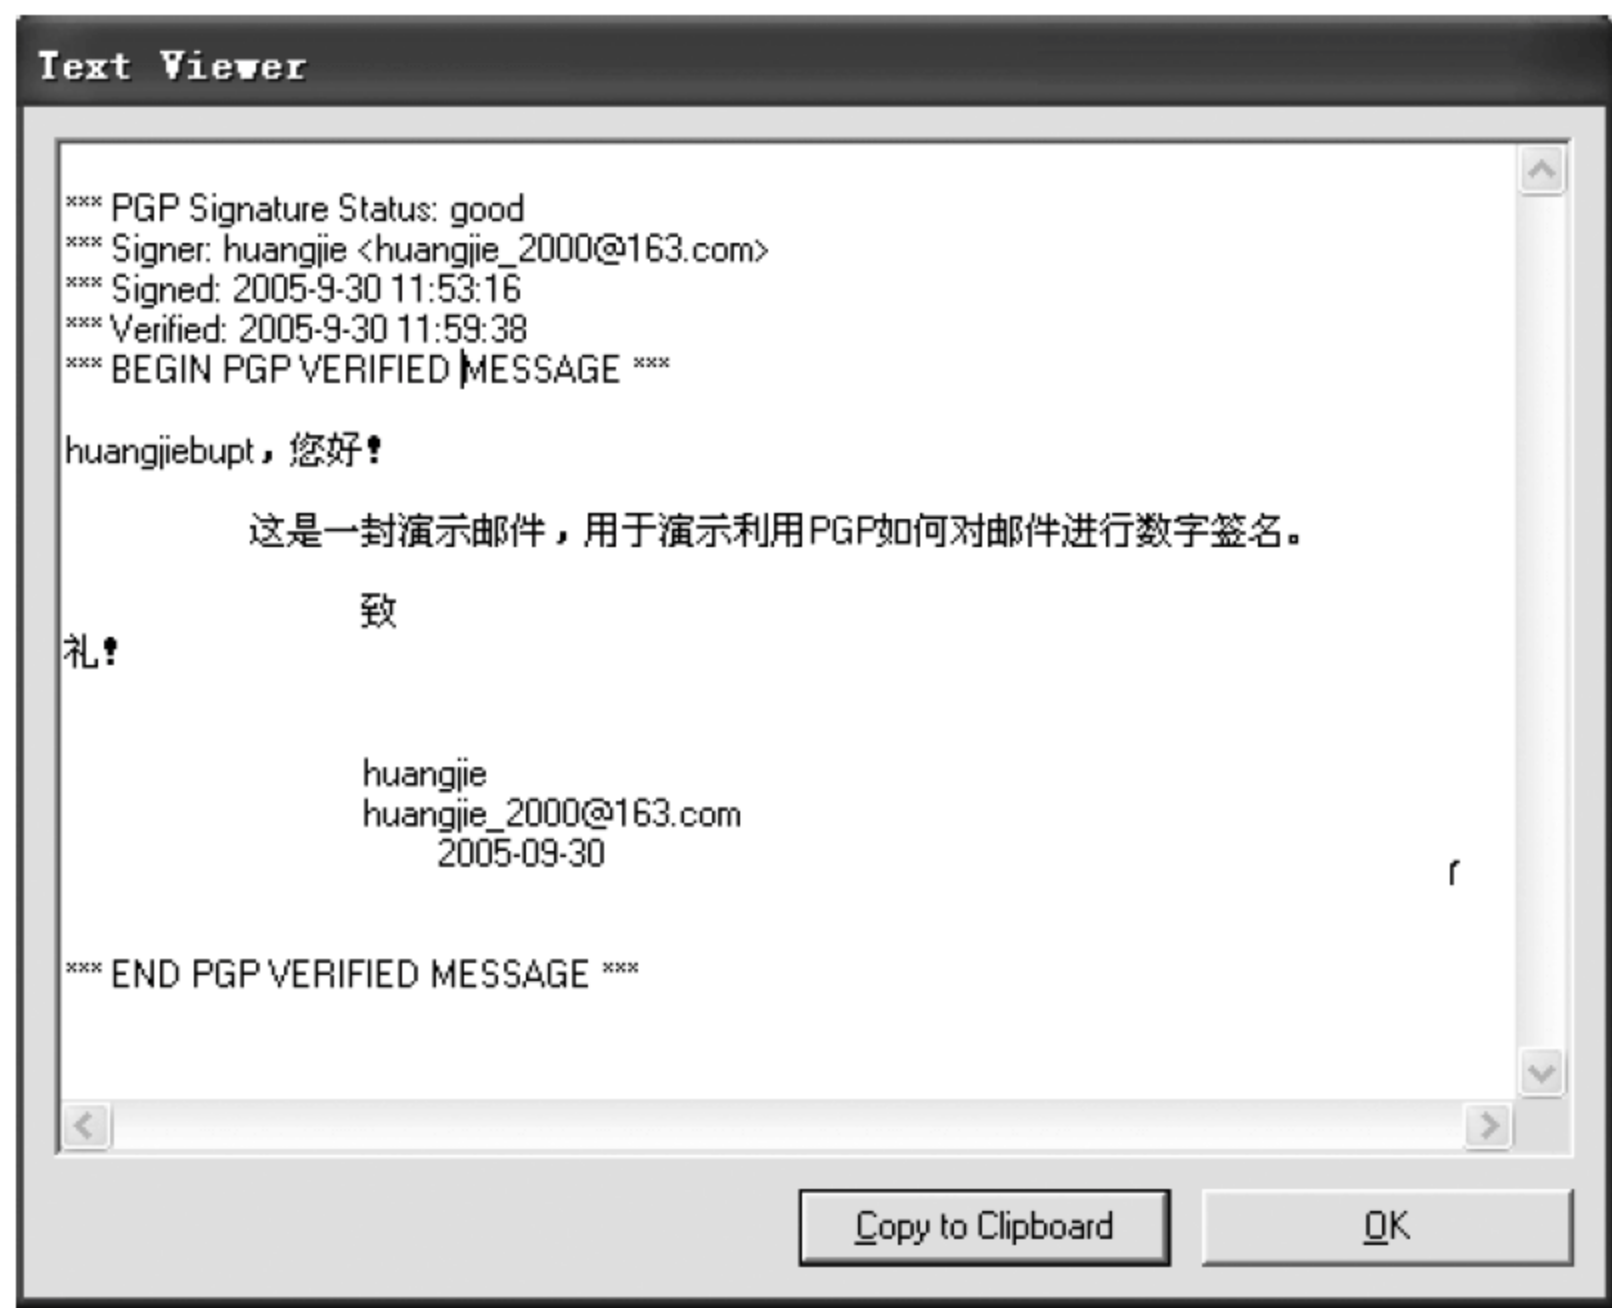 Text Viewer
*** PGP Signature Status: good
*** Signer: huangjie <huangjie_2000@163.com>
*** Signed: 2005-9-30 11:53:16
*** Verified: 2005-9-30 11:59:38
*** BEGIN PGP VERIFIED MESSAGE ***
huangjiebupt，您好！
这是一封演示邮件，用于演示利用PGP如何对邮件进行数字签名。
致
礼！
huangjie
huangjie_2000@163.com
2005-09-30
*** END PGP VERIFIED MESSAGE ***
Copy to Clipboard
OK